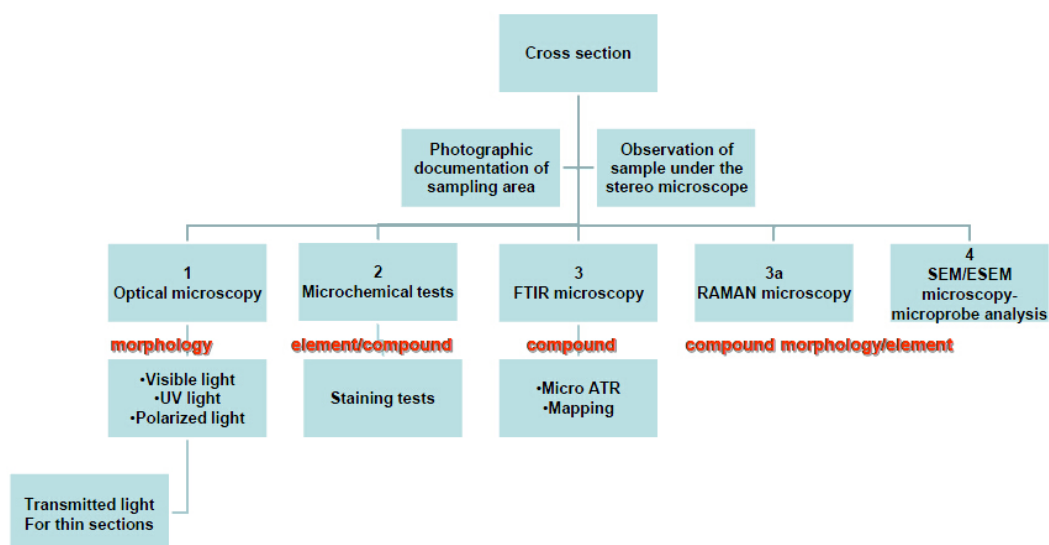 Cross section
Photographic
documentation of
sampling area
Observation of
sample under the
stereo microscope
1
Optical microscopy
2
Microchemical tests
3
FTIR microscopy
3a
RAMAN microscopy
4
SEM/ESEM
microscopy-
microprobe analysis
morphology
element/compound
compound
compound morphology/element
•Visible light
•UV light
•Polarized light
Staining tests
•Micro ATR
•Mapping
Transmitted light
For thin sections